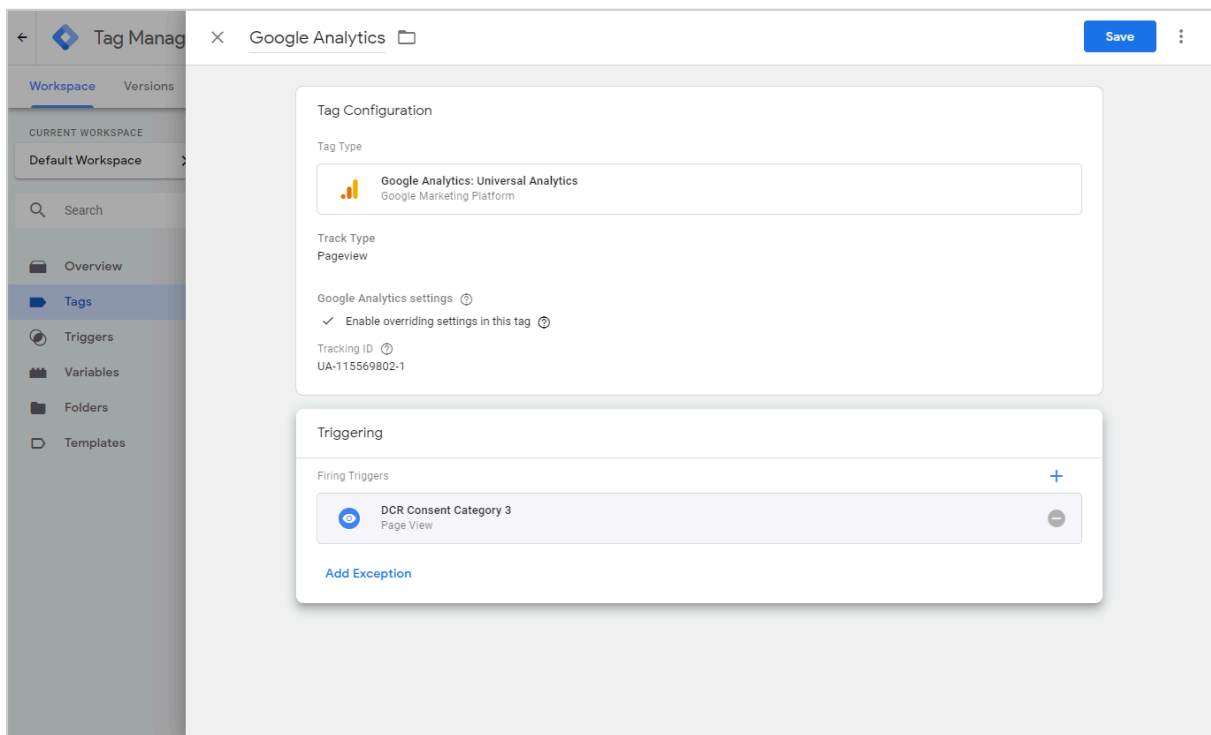 Tag Manag
Google Analytics
Save
Workspace
Versions
CURRENT WORKSPACE
Default Workspace
Search
Overview
Tags
Triggers
Variables
Folders
Templates
Tag Configuration
Tag Type
Google Analytics: Universal Analytics
Google Marketing Platform
Track Type
Pageview
Google Analytics settings
Enable overriding settings in this tag
Tracking ID
UA-115569802-1
Triggering
Firing Triggers
DCR Consent Category 3
Page View
Add Exception